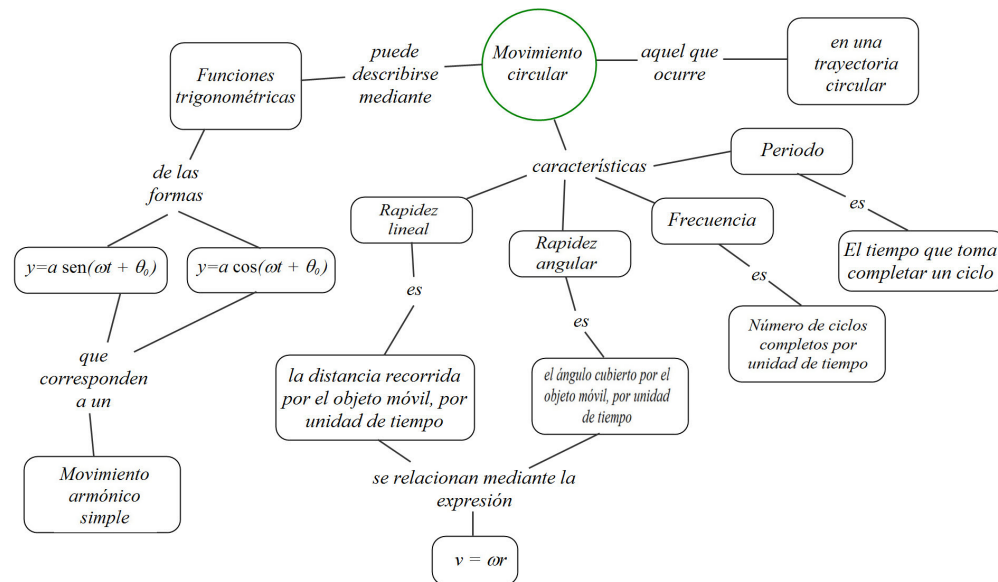 Movimiento
circular
puede
describirse
mediante
Funciones
trigonométricas
de las
formas
y=a sen(ωt + θ₀)
y=a cos(ωt + θ₀)
que
corresponden
a un
Movimiento
armónico
simple
aquel que
ocurre
en una
trayectoria
circular
características
Rapidez
lineal
es
la distancia recorrida
por el objeto móvil, por
unidad de tiempo
Rapidez
angular
es
el ángulo cubierto por el
objeto móvil, por unidad
de tiempo
se relacionan mediante la
expresión
v = ωr
Frecuencia
es
Número de ciclos
completos por
unidad de tiempo
Periodo
es
El tiempo que toma
completar un ciclo